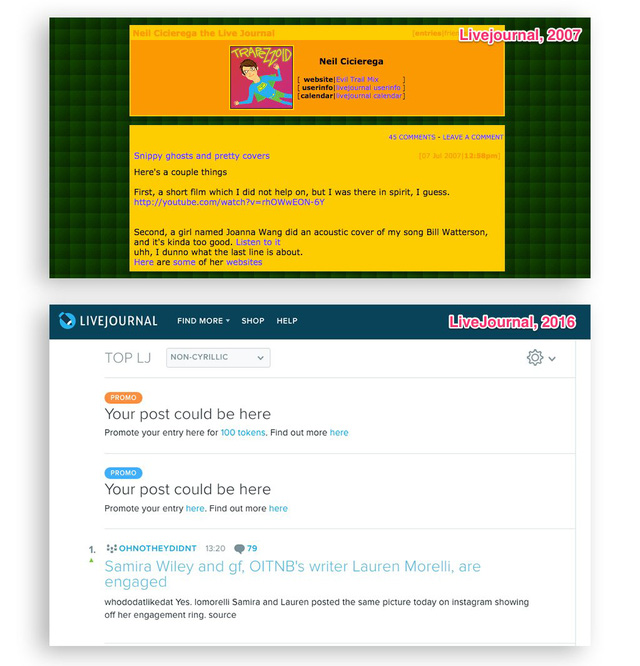 Neil Cicierega the Live Journal
Livejournal, 2007
TRAPEZZOID
Neil Cicierega
[ website|Evil Trail Mix ]
[ userinfo|livejournal userinfo ]
[calendar|livejournal calendar]
45 COMMENTS - LEAVE A COMMENT
Snippy ghosts and pretty covers
[07 Jul 2007|12:58pm]
Here's a couple things
First, a short film which I did not help on, but I was there in spirit, I guess.
http://youtube.com/watch?v=rhOWwEON-6Y
Second, a girl named Joanna Wang did an acoustic cover of my song Bill Watterson,
and it's kinda too good. Listen to it
uhh, I dunno what the last line is about.
Here are some of her websites
LIVEJOURNAL
FIND MORE
SHOP
HELP
LiveJournal, 2016
TOP LJ
NON-CYRILLIC
PROMO
Your post could be here
Promote your entry here for 100 tokens. Find out more here
PROMO
Your post could be here
Promote your entry here. Find out more here
1.
OHNOTHEYDIDNT 13:20 79
Samira Wiley and gf, OITNB's writer Lauren Morelli, are
engaged
whododatlikedat Yes. lomorelli Samira and Lauren posted the same picture today on instagram showing
off her engagement ring. source